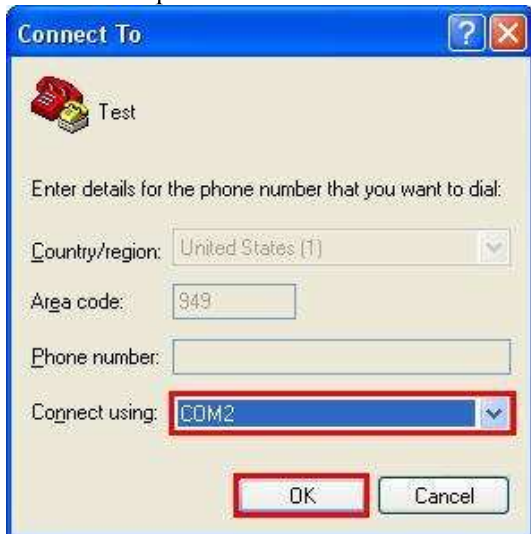 Connect To
Test
Enter details for the phone number that you want to dial:
Country/region: United States (1)
Area code: 949
Phone number:
Connect using: COM2
OK Cancel